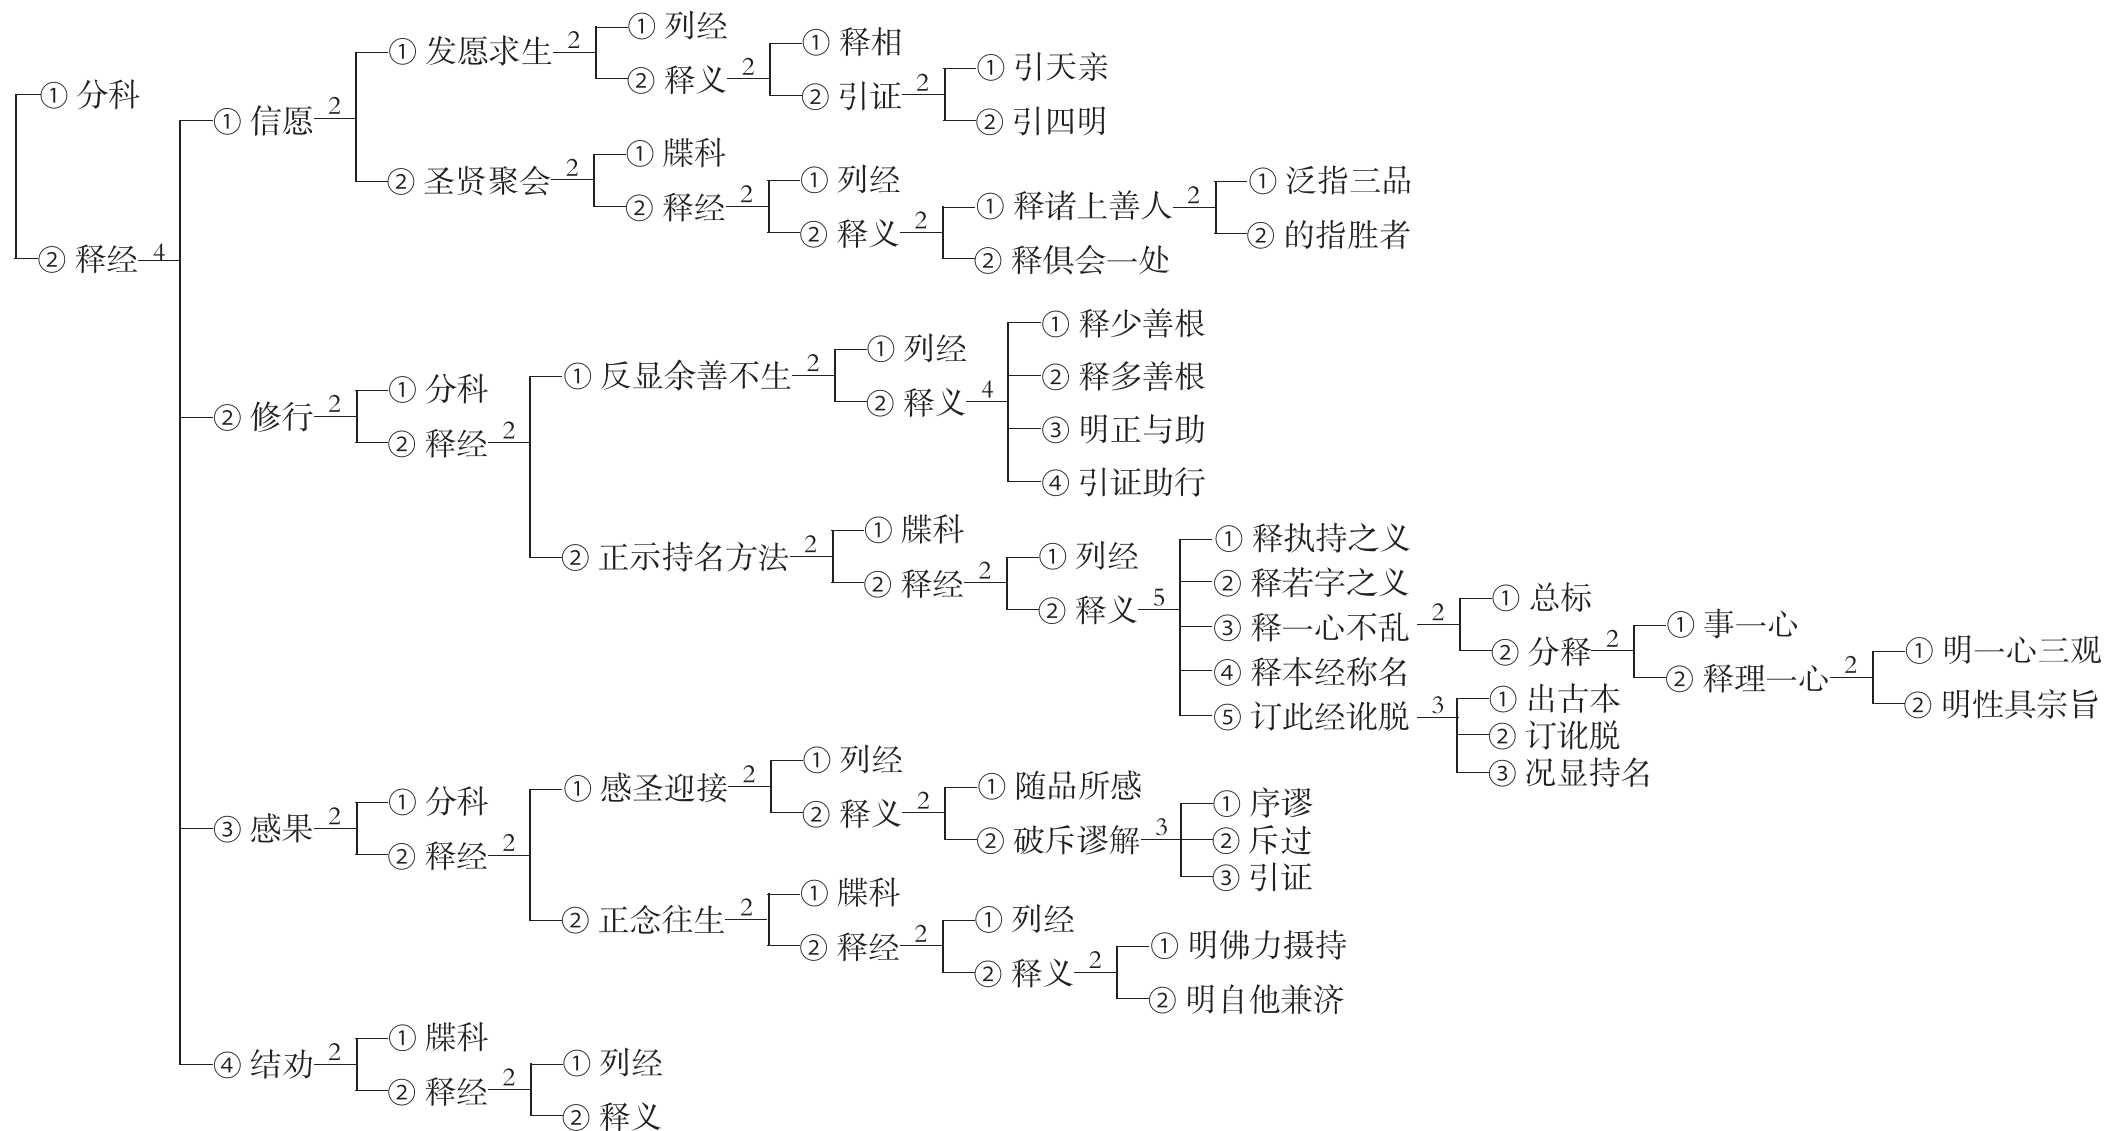 ① 分科
② 释经 4
① 信愿 2
① 发愿求生 2
① 列经
② 释义 2
① 释相
② 引证 2
① 引天亲
② 引四明
② 圣贤聚会 2
① 牒科
② 释经 2
① 列经
② 释义 2
① 释诸上善人 2
① 泛指三品
② 的指胜者
② 释俱会一处
② 修行 2
① 分科
② 释经 2
① 反显余善不生 2
① 列经
② 释义 4
① 释少善根
② 释多善根
③ 明正与助
④ 引证助行
② 正示持名方法 2
① 牒科
② 释经 2
① 列经
② 释义 5
① 释执持之义
② 释若字之义
③ 释一心不乱 2
① 总标
② 分释 2
① 事一心
② 释理一心 2
① 明一心三观
② 明性具宗旨
④ 释本经称名
⑤ 订此经讹脱 3
① 出古本
② 订讹脱
③ 况显持名
③ 感果 2
① 分科
② 释经 2
① 感圣迎接 2
① 列经
② 释义 2
① 随品所感
② 破斥谬解 3
① 序谬
② 斥过
③ 引证
② 正念往生 2
① 牒科
② 释经 2
① 列经
② 释义 2
① 明佛力摄持
② 明自他兼济
④ 结劝 2
① 牒科
② 释经 2
① 列经
② 释义